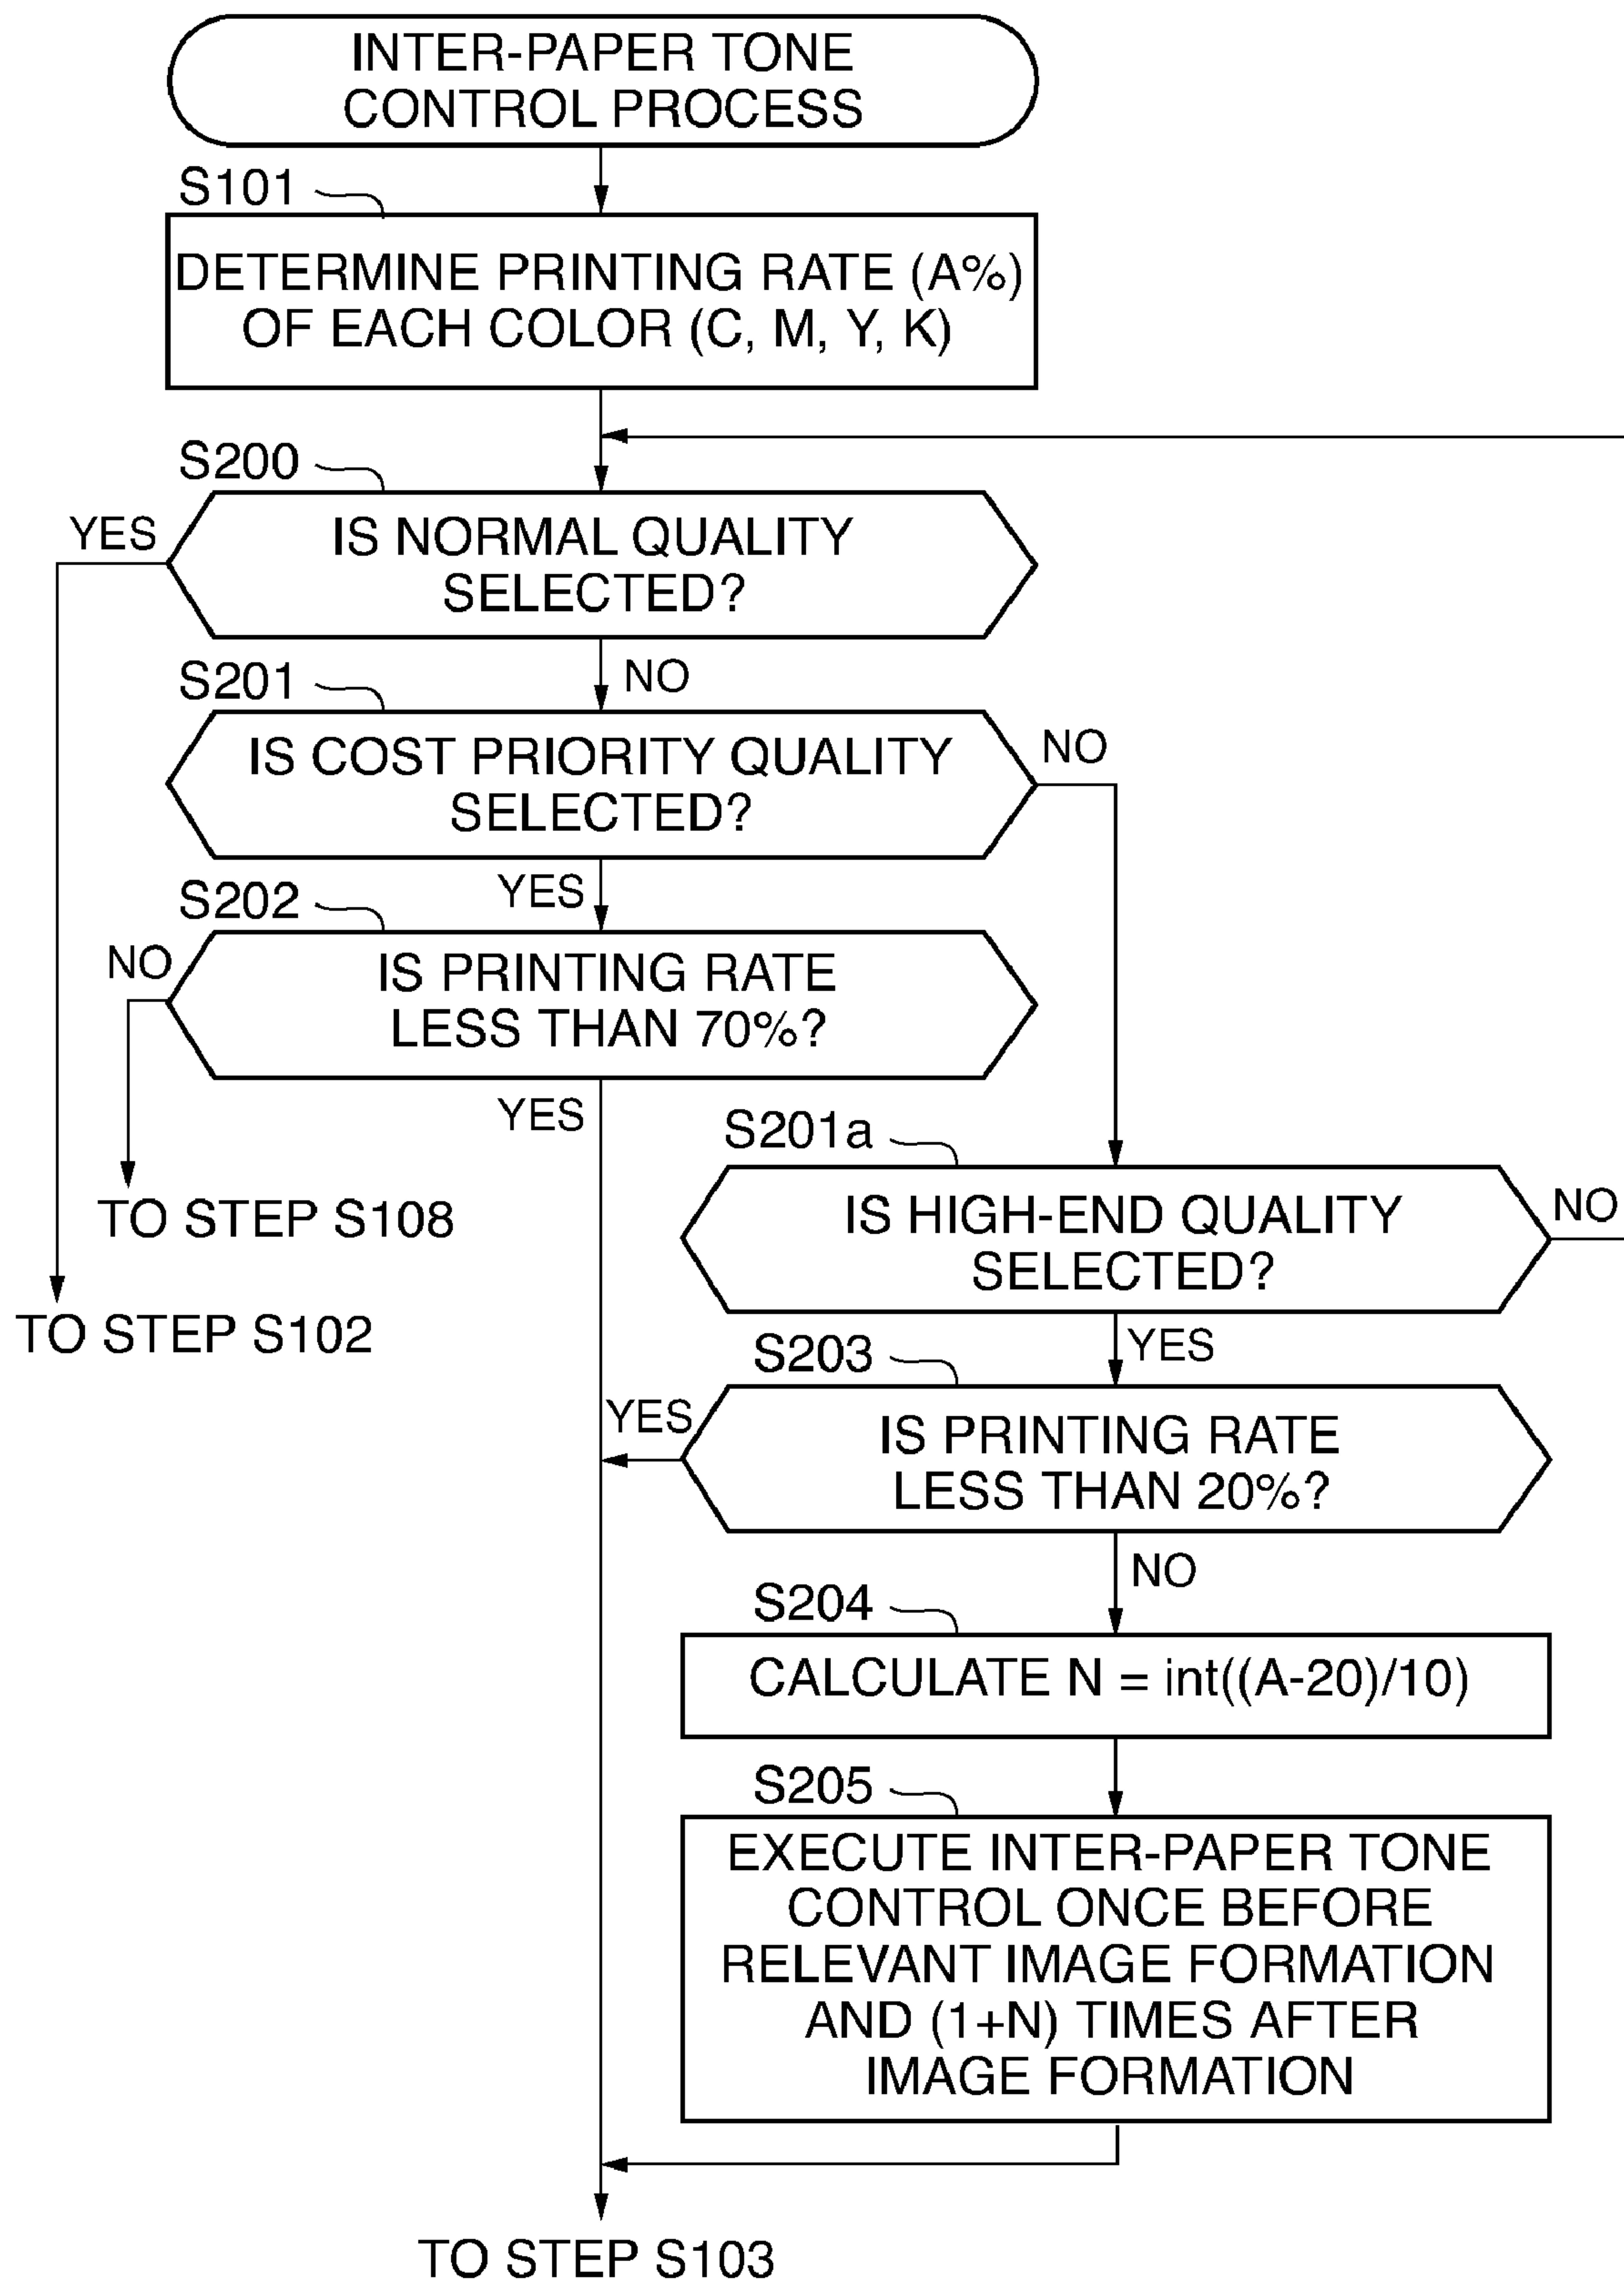 INTER-PAPER TONE
CONTROL PROCESS
S101
DETERMINE PRINTING RATE (A%)
OF EACH COLOR (C, M, Y, K)
S200
YES
IS NORMAL QUALITY
SELECTED?
NO
S201
IS COST PRIORITY QUALITY
SELECTED?
NO
YES
S202
NO
IS PRINTING RATE
LESS THAN 70%?
YES
S201a
TO STEP S108
IS HIGH-END QUALITY
SELECTED?
NO
TO STEP S102
YES
S203
YES
IS PRINTING RATE
LESS THAN 20%?
NO
S204
CALCULATE N = int((A-20)/10)
S205
EXECUTE INTER-PAPER TONE
CONTROL ONCE BEFORE
RELEVANT IMAGE FORMATION
AND (1+N) TIMES AFTER
IMAGE FORMATION
TO STEP S103